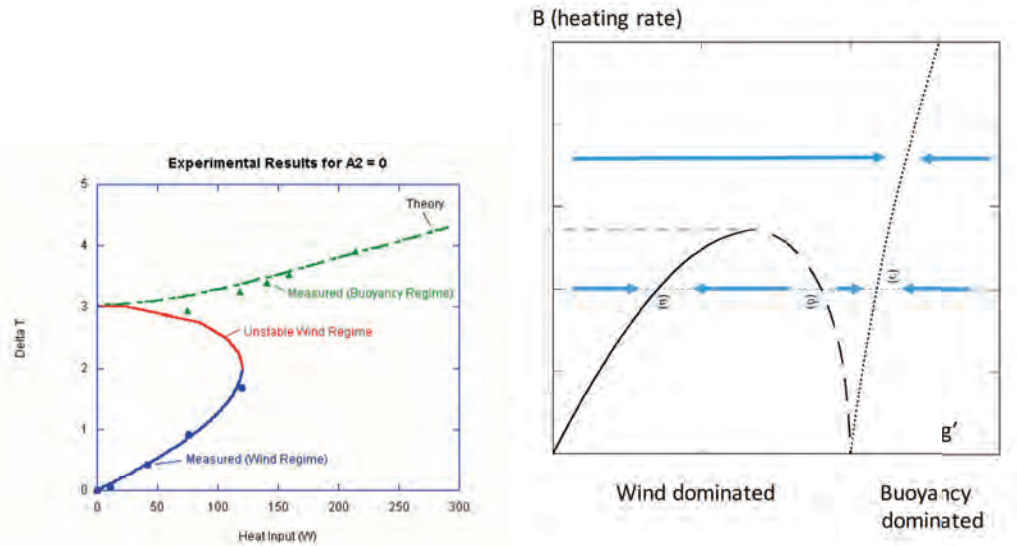 Experimental Results for A2 = 0
5
4
3
2
1
0
Delta T
0
50
100
150
200
250
300
Heat Input (W)
Theory
Measured (Buoyancy Regime)
Unstable Wind Regime
Measured (Wind Regime)
B (heating rate)
(a)
(b)
(c)
g'
Wind dominated
Buoyancy
dominated